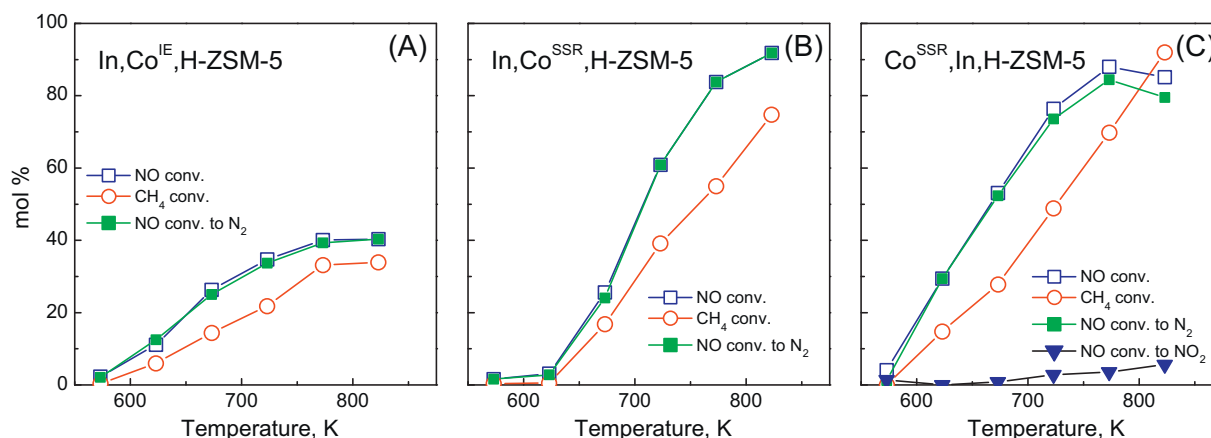 100
80
60
40
20
0
mol %
In,Co^IE,H-ZSM-5
(A)
NO conv.
CH₄ conv.
NO conv. to N₂
600 700 800
Temperature, K
In,Co^SSR,H-ZSM-5
(B)
NO conv.
CH₄ conv.
NO conv. to N₂
600 700 800
Temperature, K
Co^SSR,In,H-ZSM-5
(C)
NO conv.
CH₄ conv.
NO conv. to N₂
NO conv. to NO₂
600 700 800
Temperature, K